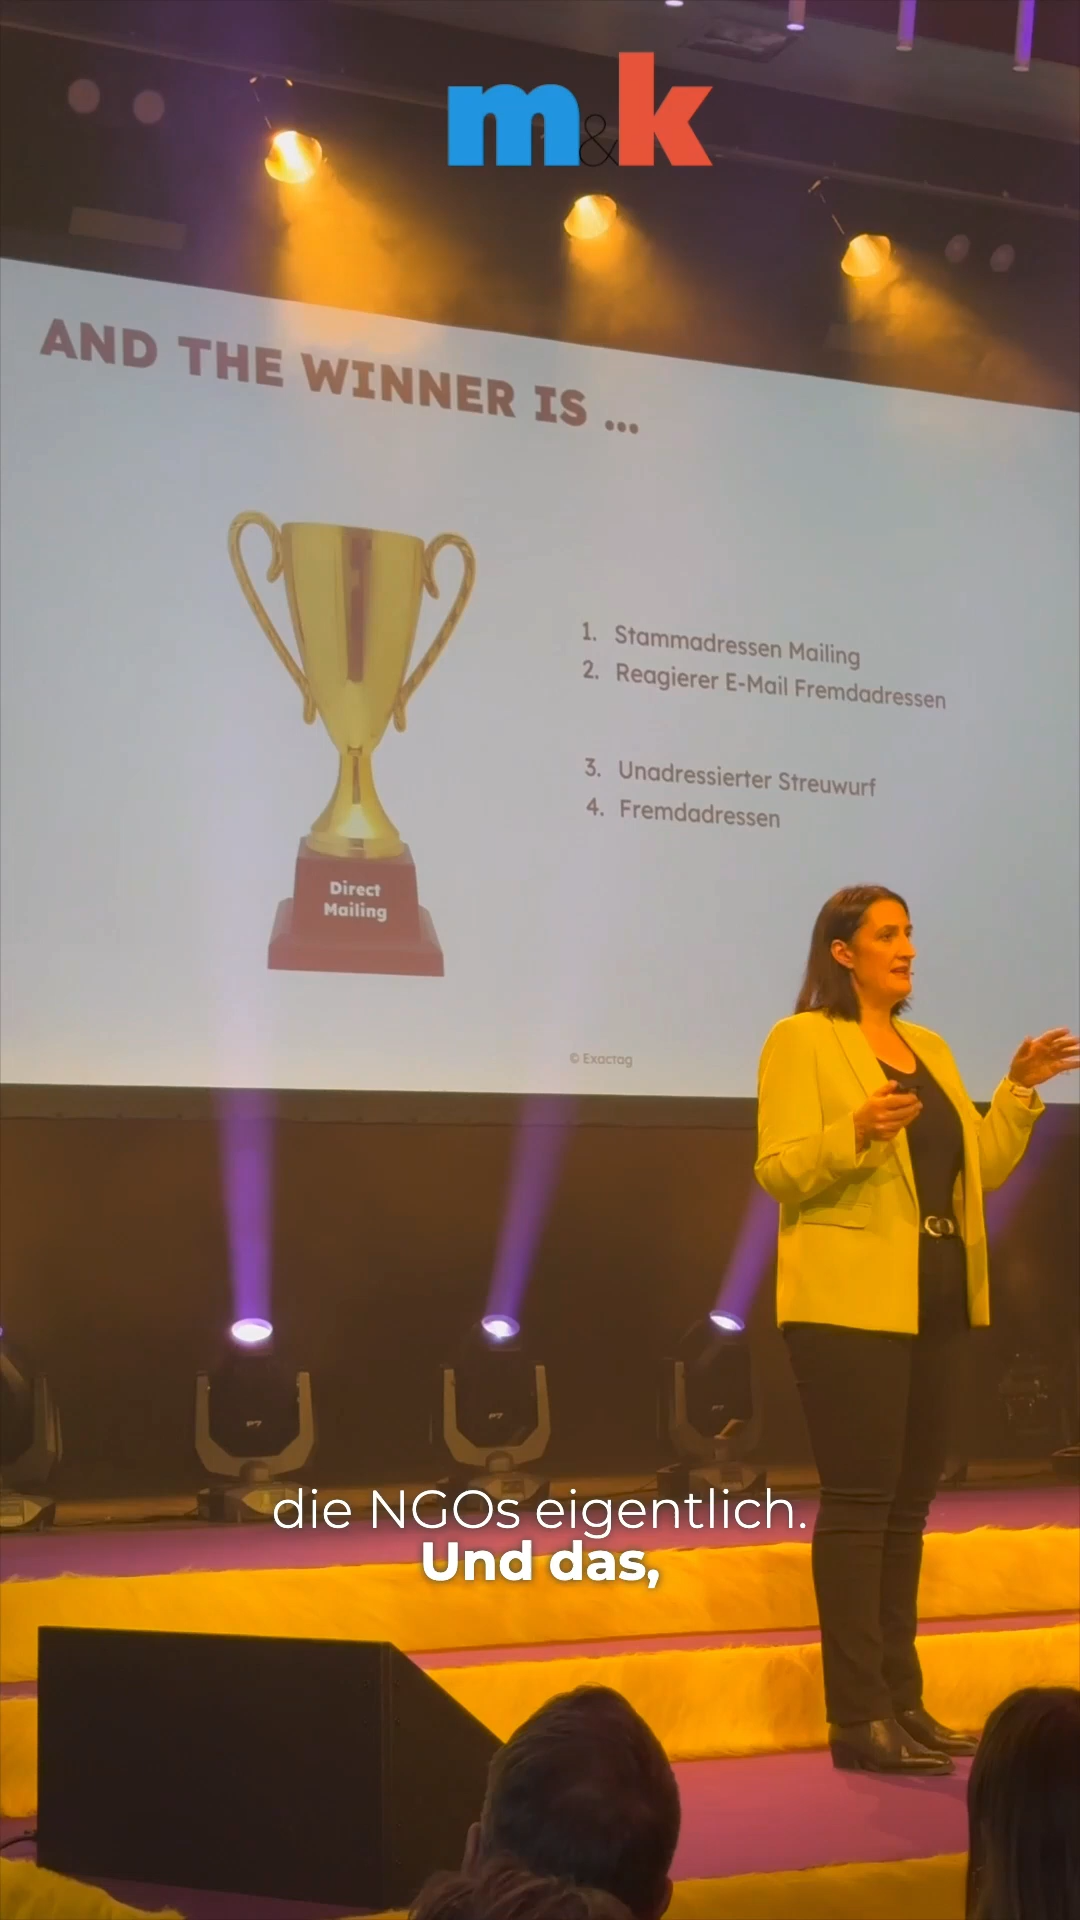 m&k
AND THE WINNER IS ...
1. Stammadressen Mailing
2. Reagierer E-Mail Fremdadressen
3. Unadressierter Streuwurf
4. Fremdadressen
Direct
Mailing
© Exactag
die NGOs eigentlich.
Und das,